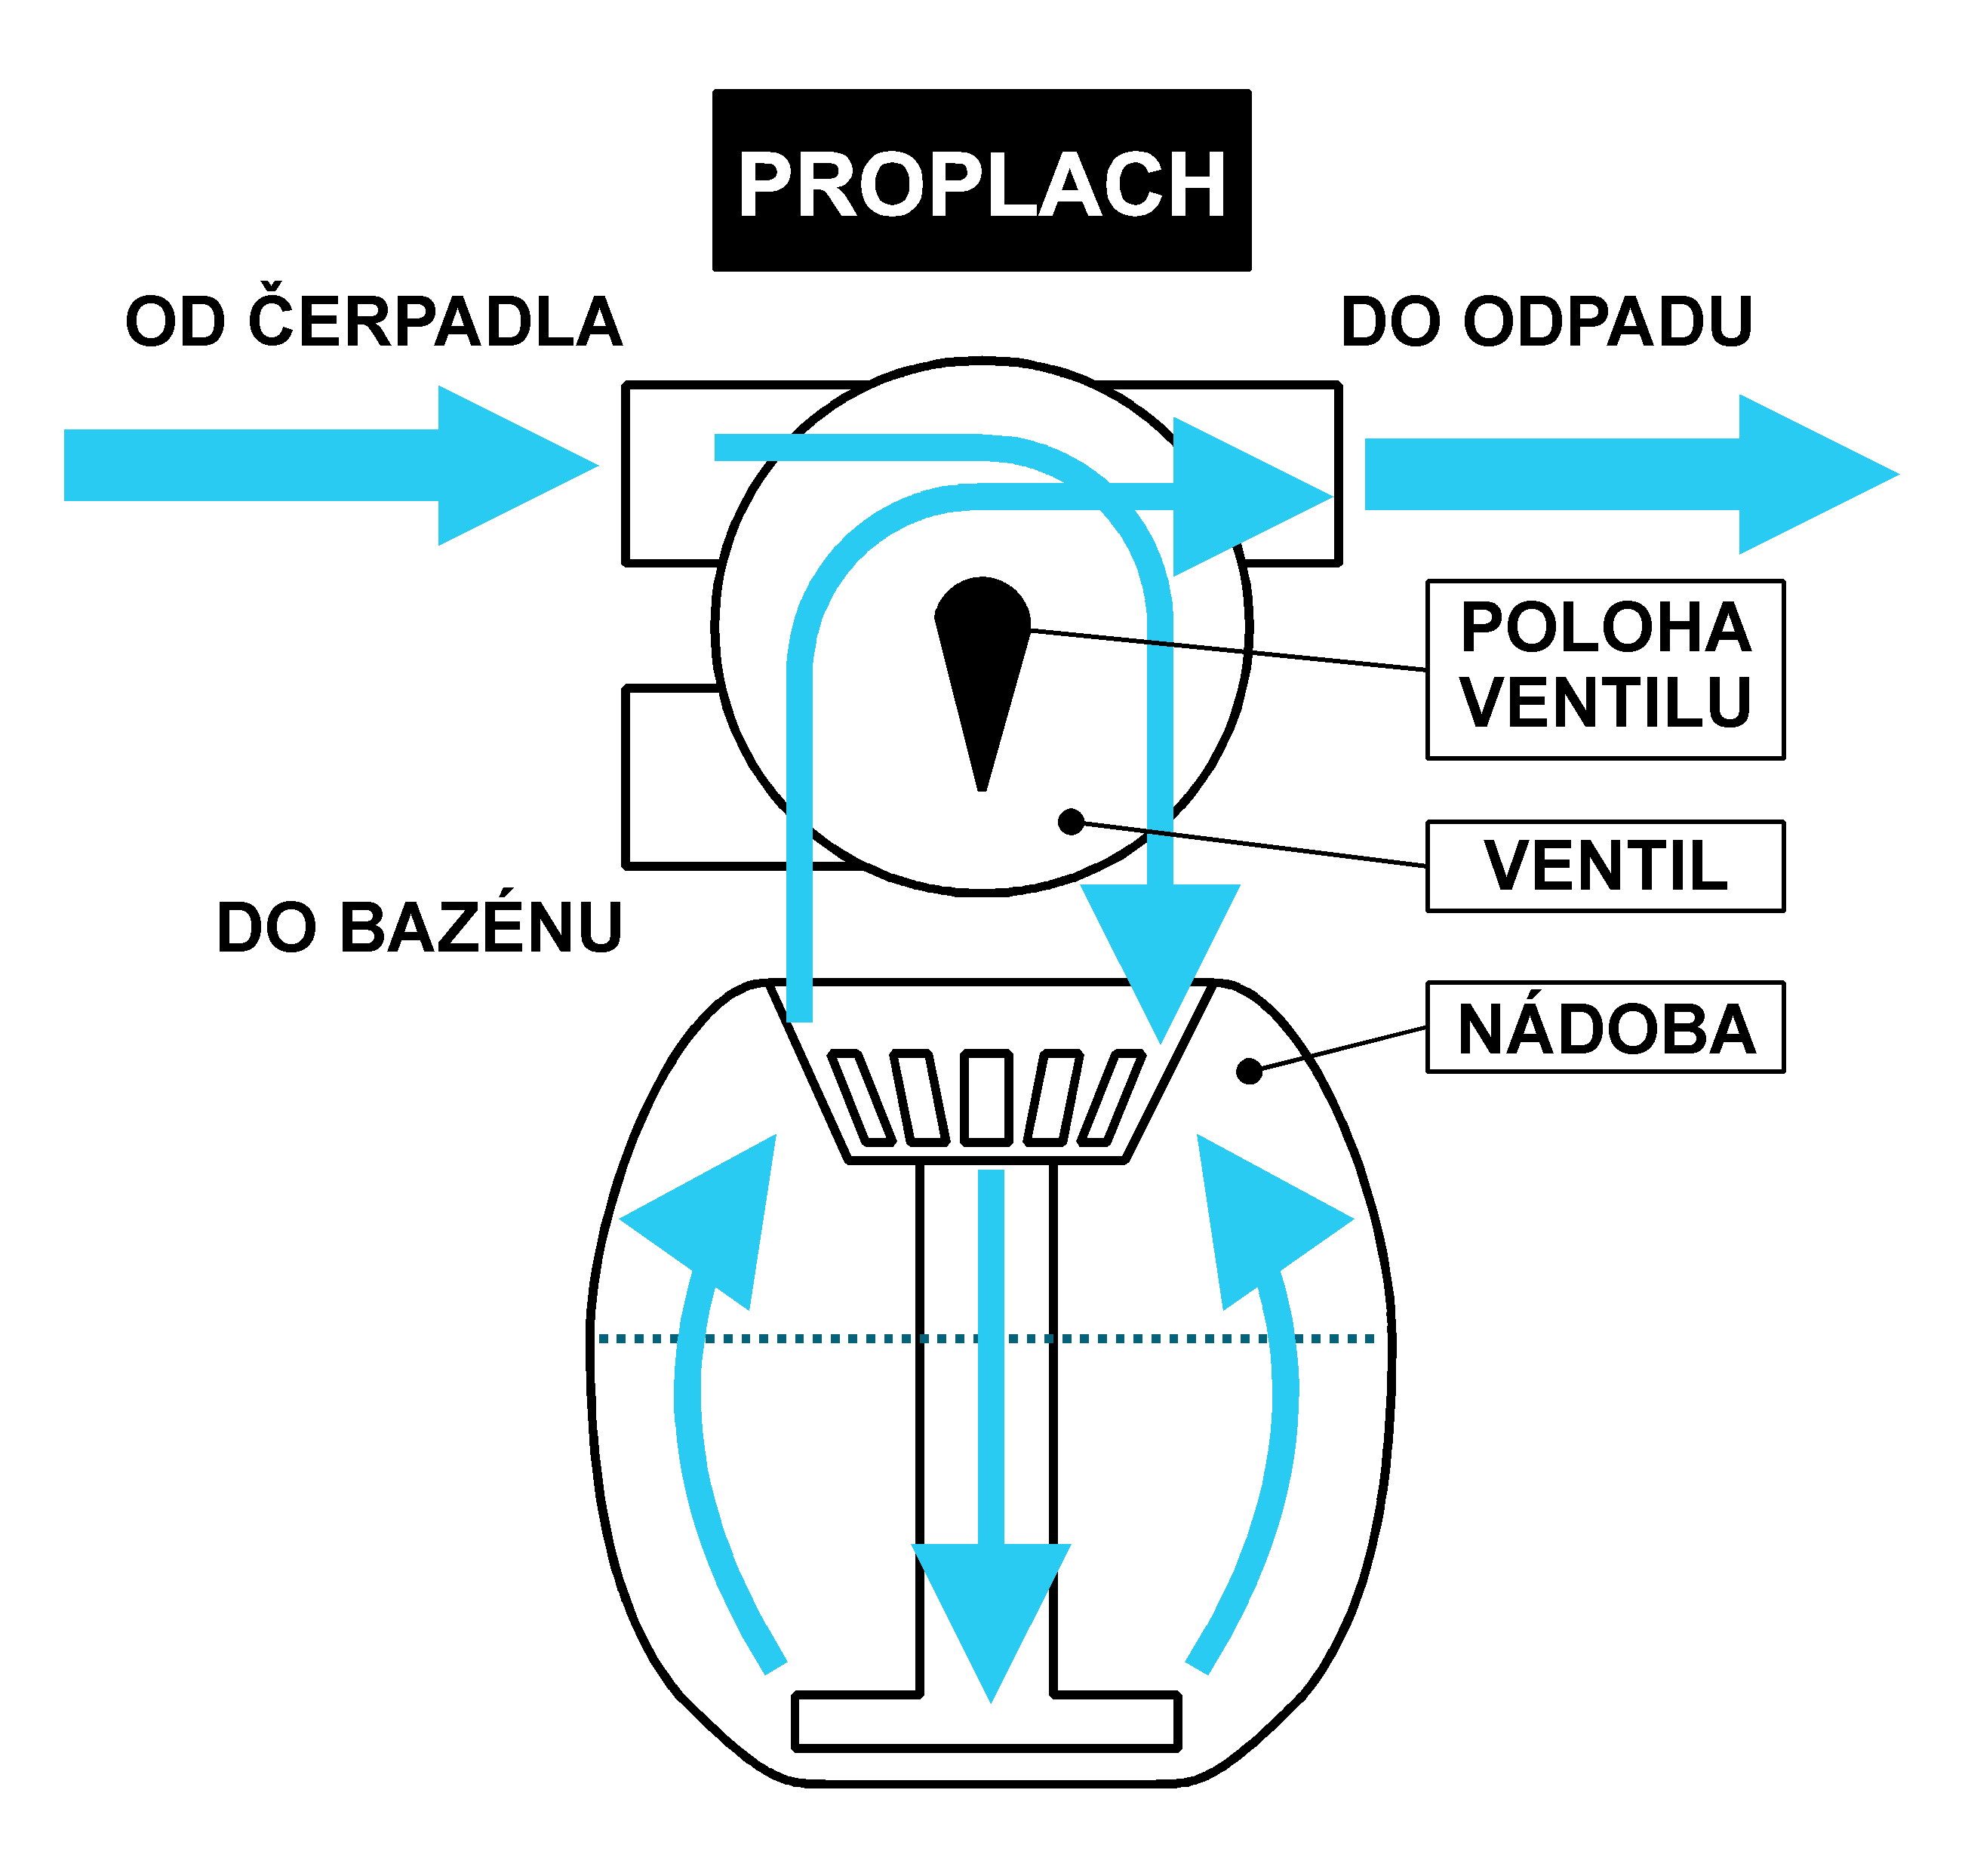 PROPLACH
OD ČERPADLA
DO ODPADU
POLOHA
VENTILU
VENTIL
DO BAZÉNU
NÁDOBA